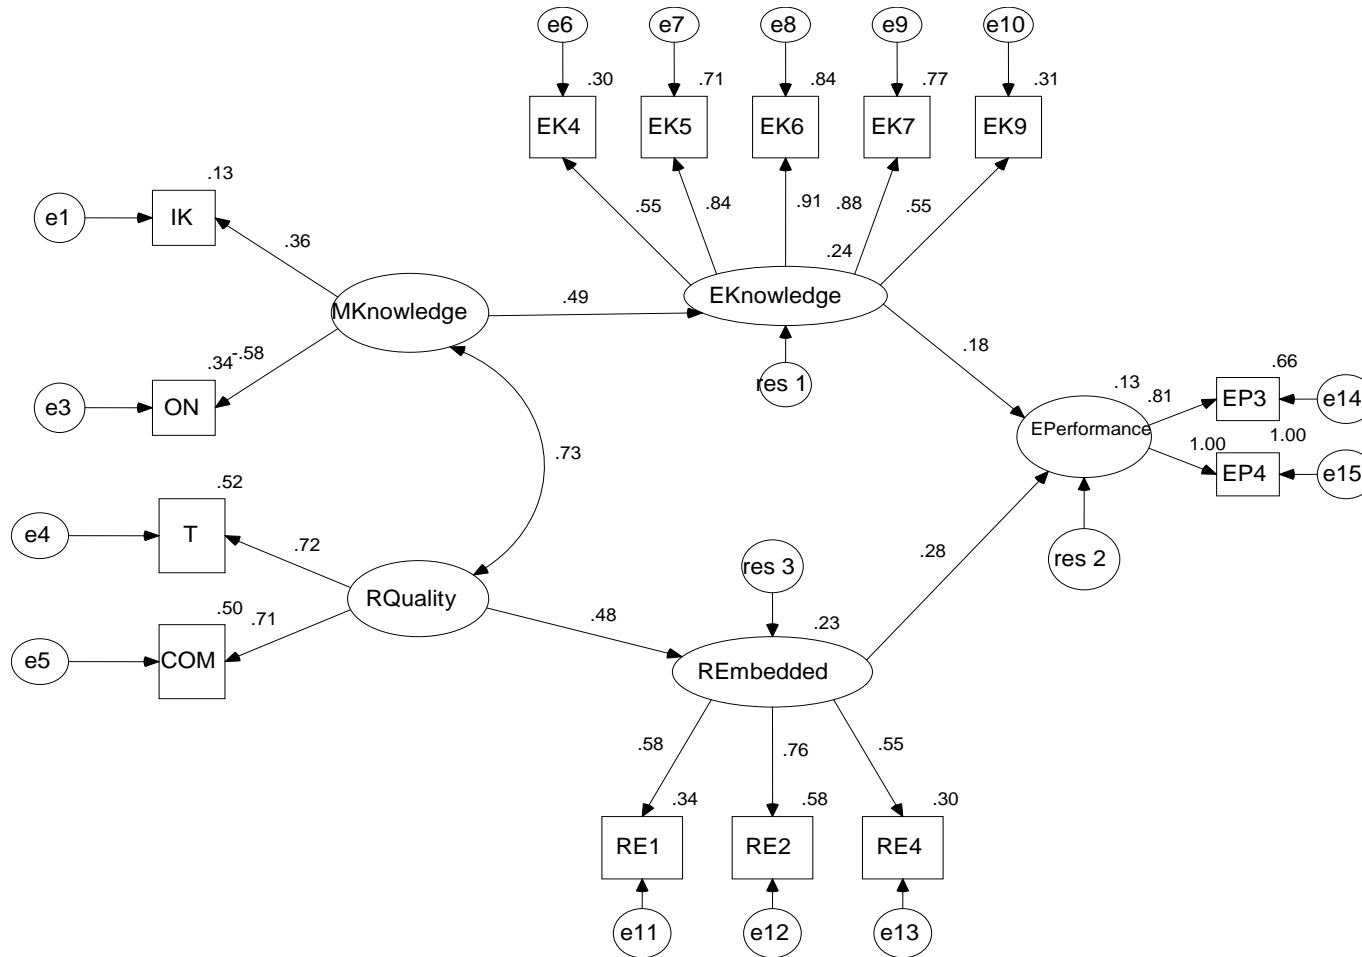 e6
e7
e8
e9
e10
.30
.71
.84
.77
.31
EK4
EK5
EK6
EK7
EK9
.13
e1
IK
.55
.84
.91
.88
.55
.36
.24
MKnowledge
.49
EKnowledge
.34
-.58
.18
res 1
e3
ON
.66
.13
.81
EP3
e14
EPerformance
1.00
1.00
EP4
e15
.73
.52
e4
T
.72
.28
res 2
res 3
RQuality
.50
.71
.48
.23
e5
COM
REmbedded
.58
.76
.55
.34
.58
.30
RE1
RE2
RE4
e11
e12
e13